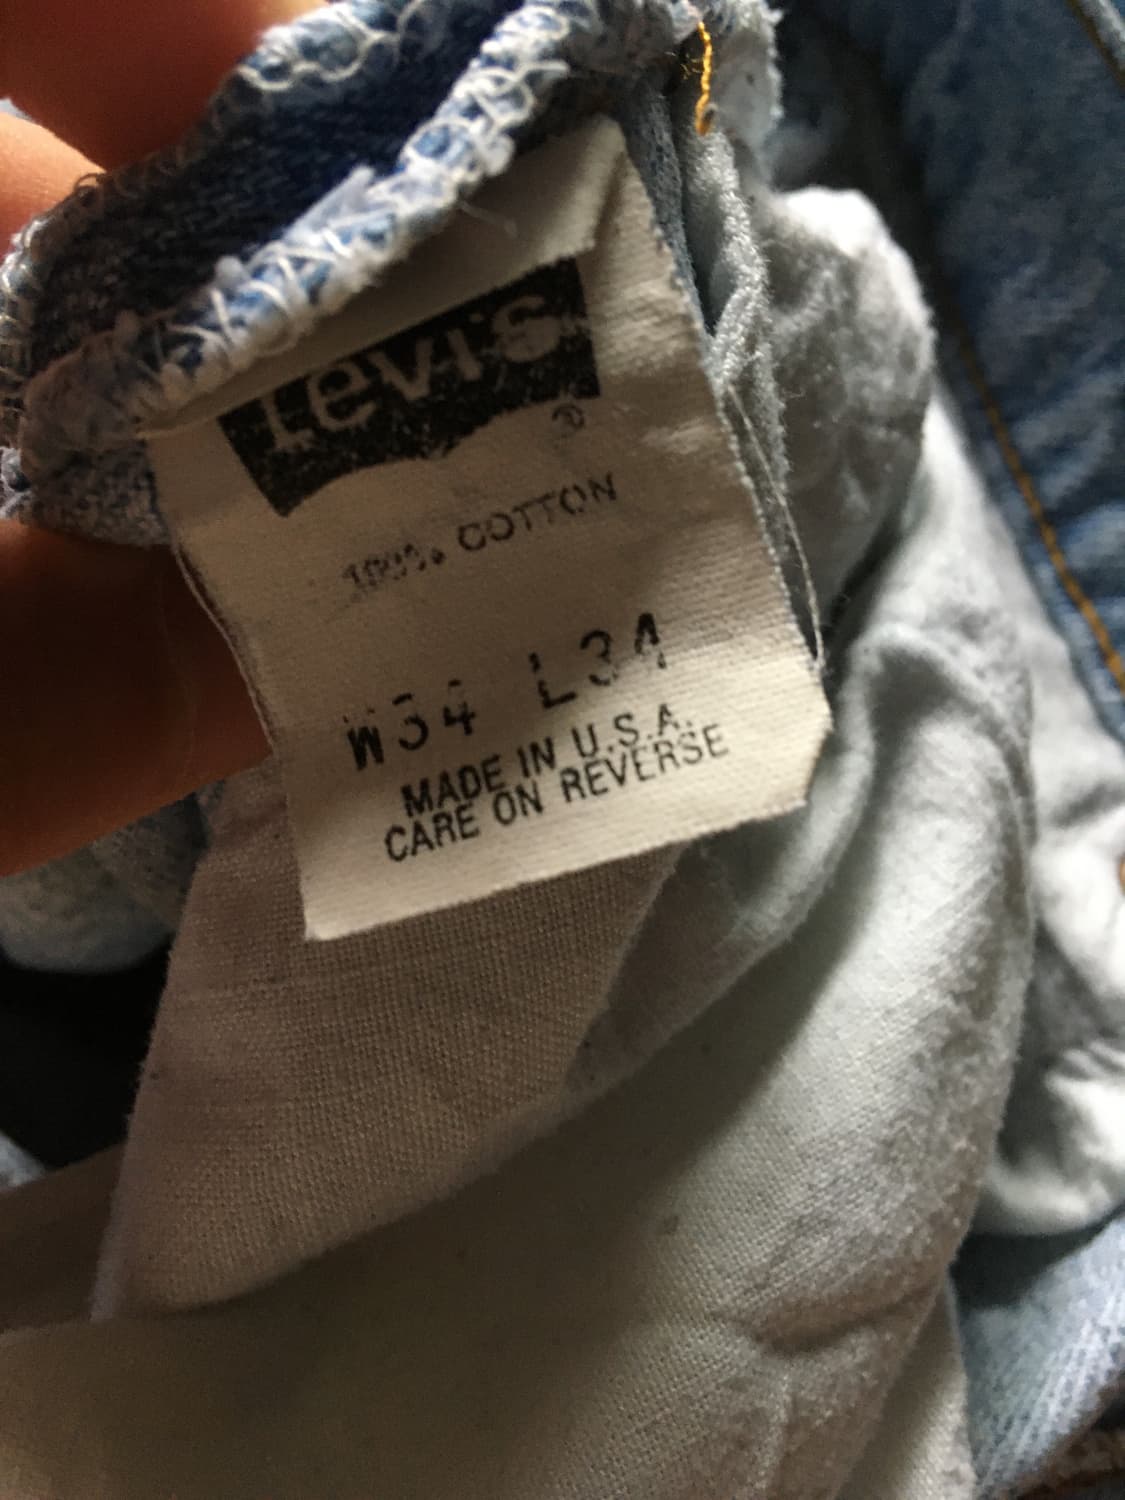 Levi's ®
100% COTTON
W34 L34
MADE IN U.S.A.
CARE ON REVERSE